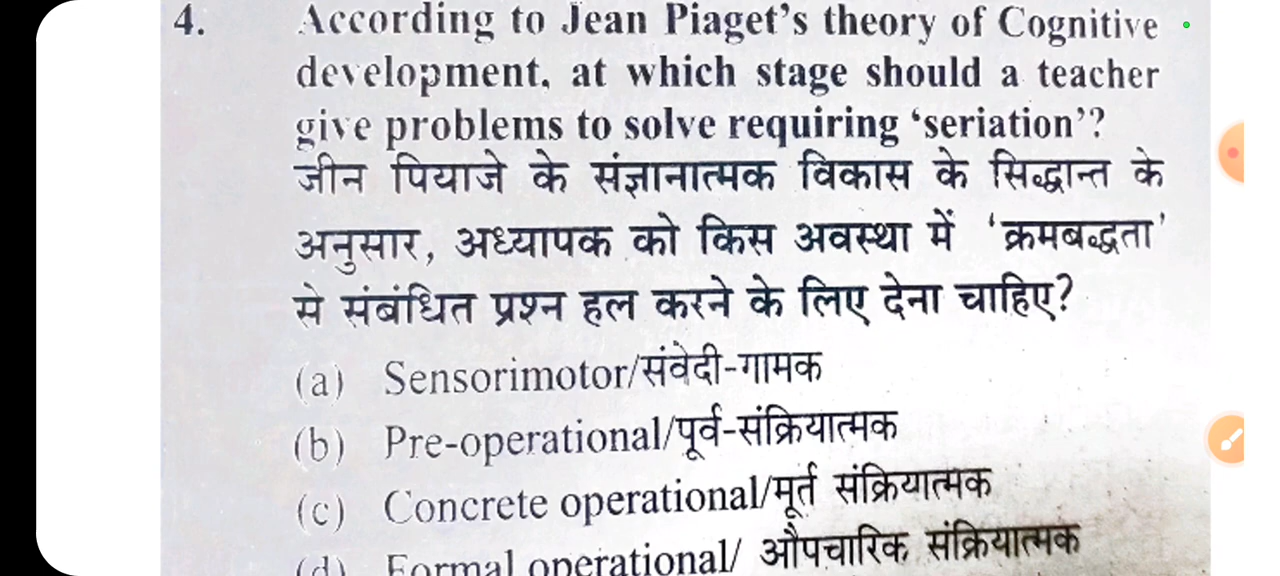 4. According to Jean Piaget's theory of Cognitive
development, at which stage should a teacher
give problems to solve requiring 'seriation'?
जीन पियाजे के संज्ञानात्मक विकास के सिद्धान्त के
अनुसार, अध्यापक को किस अवस्था में 'क्रमबद्धता'
से संबंधित प्रश्न हल करने के लिए देना चाहिए?
(a) Sensorimotor/संवेदी-गामक
(b) Pre-operational/पूर्व-संक्रियात्मक
(c) Concrete operational/मूर्त संक्रियात्मक
(d) Formal operational/ औपचारिक संक्रियात्मक